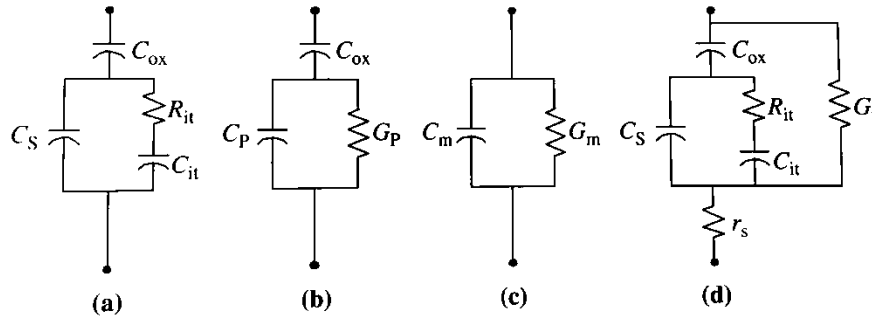 C_ox
C_S
R_it
C_it
(a)
C_ox
C_P
G_P
(b)
C_m
G_m
(c)
C_ox
C_S
R_it
C_it
G
r_s
(d)